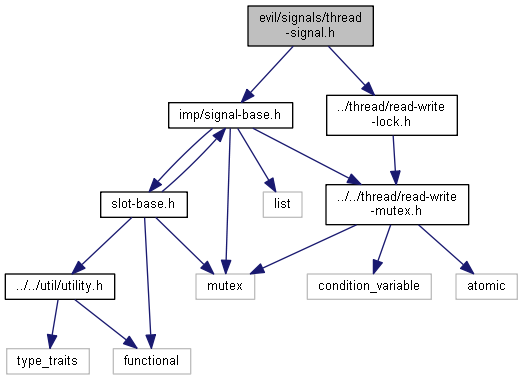 evil/signals/thread
-signal.h
imp/signal-base.h
../thread/read-write
-lock.h
slot-base.h
list
../../thread/read-write
-mutex.h
../../util/utility.h
mutex
condition_variable
atomic
type_traits
functional